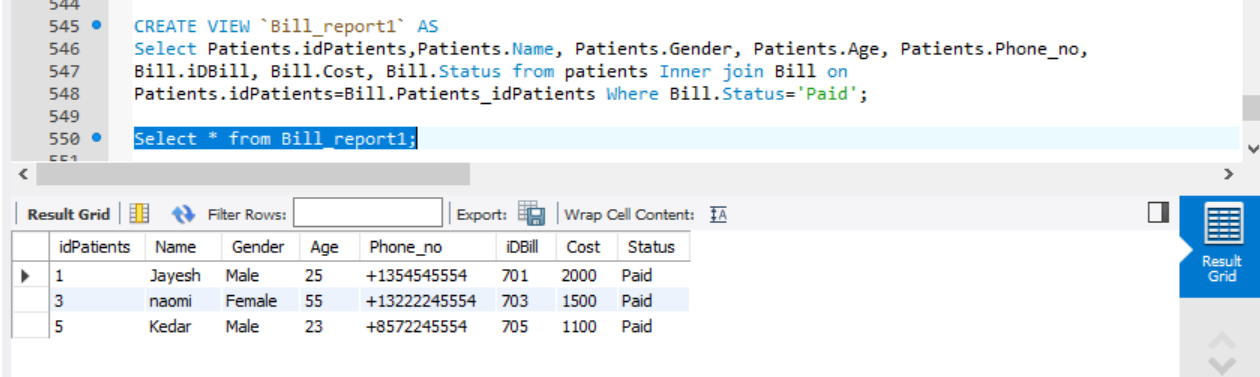 544
545 CREATE VIEW `Bill_report1` AS
546 Select Patients.idPatients,Patients.Name, Patients.Gender, Patients.Age, Patients.Phone_no,
547 Bill.iDBill, Bill.Cost, Bill.Status from patients Inner join Bill on
548 Patients.idPatients=Bill.Patients_idPatients Where Bill.Status='Paid';
549
550 Select * from Bill_report1;
551
Result Grid Filter Rows: Export: Wrap Cell Content: IA
idPatients Name Gender Age Phone_no iDBill Cost Status
1 Jayesh Male 25 +1354545554 701 2000 Paid
3 naomi Female 55 +13222245554 703 1500 Paid
5 Kedar Male 23 +8572245554 705 1100 Paid
Result
Grid